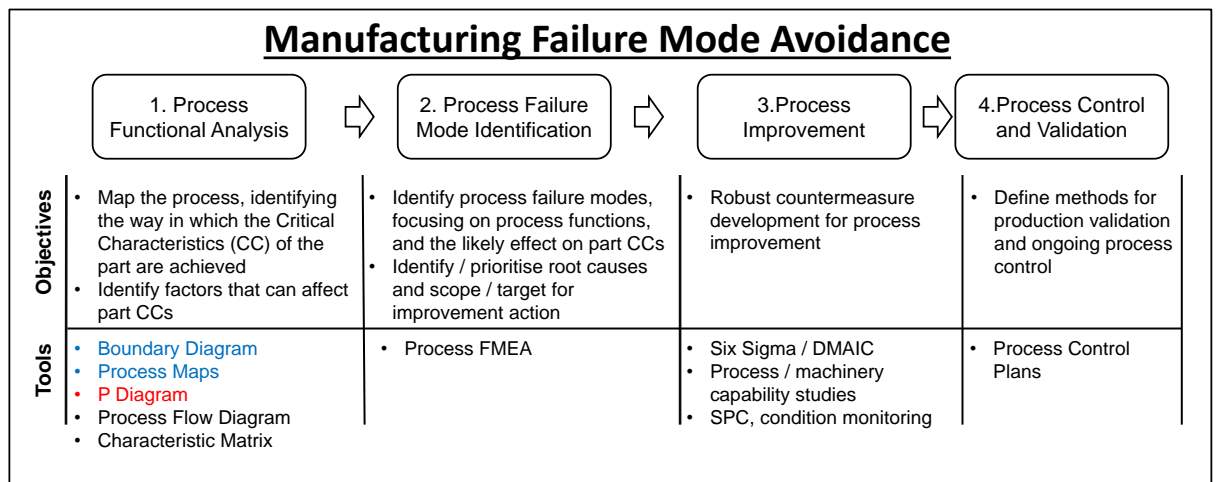 Manufacturing Failure Mode Avoidance
1. Process
Functional Analysis
2. Process Failure
Mode Identification
3.Process
Improvement
4.Process Control
and Validation
Objectives
• Map the process, identifying
the way in which the Critical
Characteristics (CC) of the
part are achieved
• Identify factors that can affect
part CCs
• Identify process failure modes,
focusing on process functions,
and the likely effect on part CCs
• Identify / prioritise root causes
and scope / target for
improvement action
• Robust countermeasure
development for process
improvement
• Define methods for
production validation
and ongoing process
control
Tools
• Boundary Diagram
• Process Maps
• P Diagram
• Process Flow Diagram
• Characteristic Matrix
• Process FMEA
• Six Sigma / DMAIC
• Process / machinery
capability studies
• SPC, condition monitoring
• Process Control
Plans